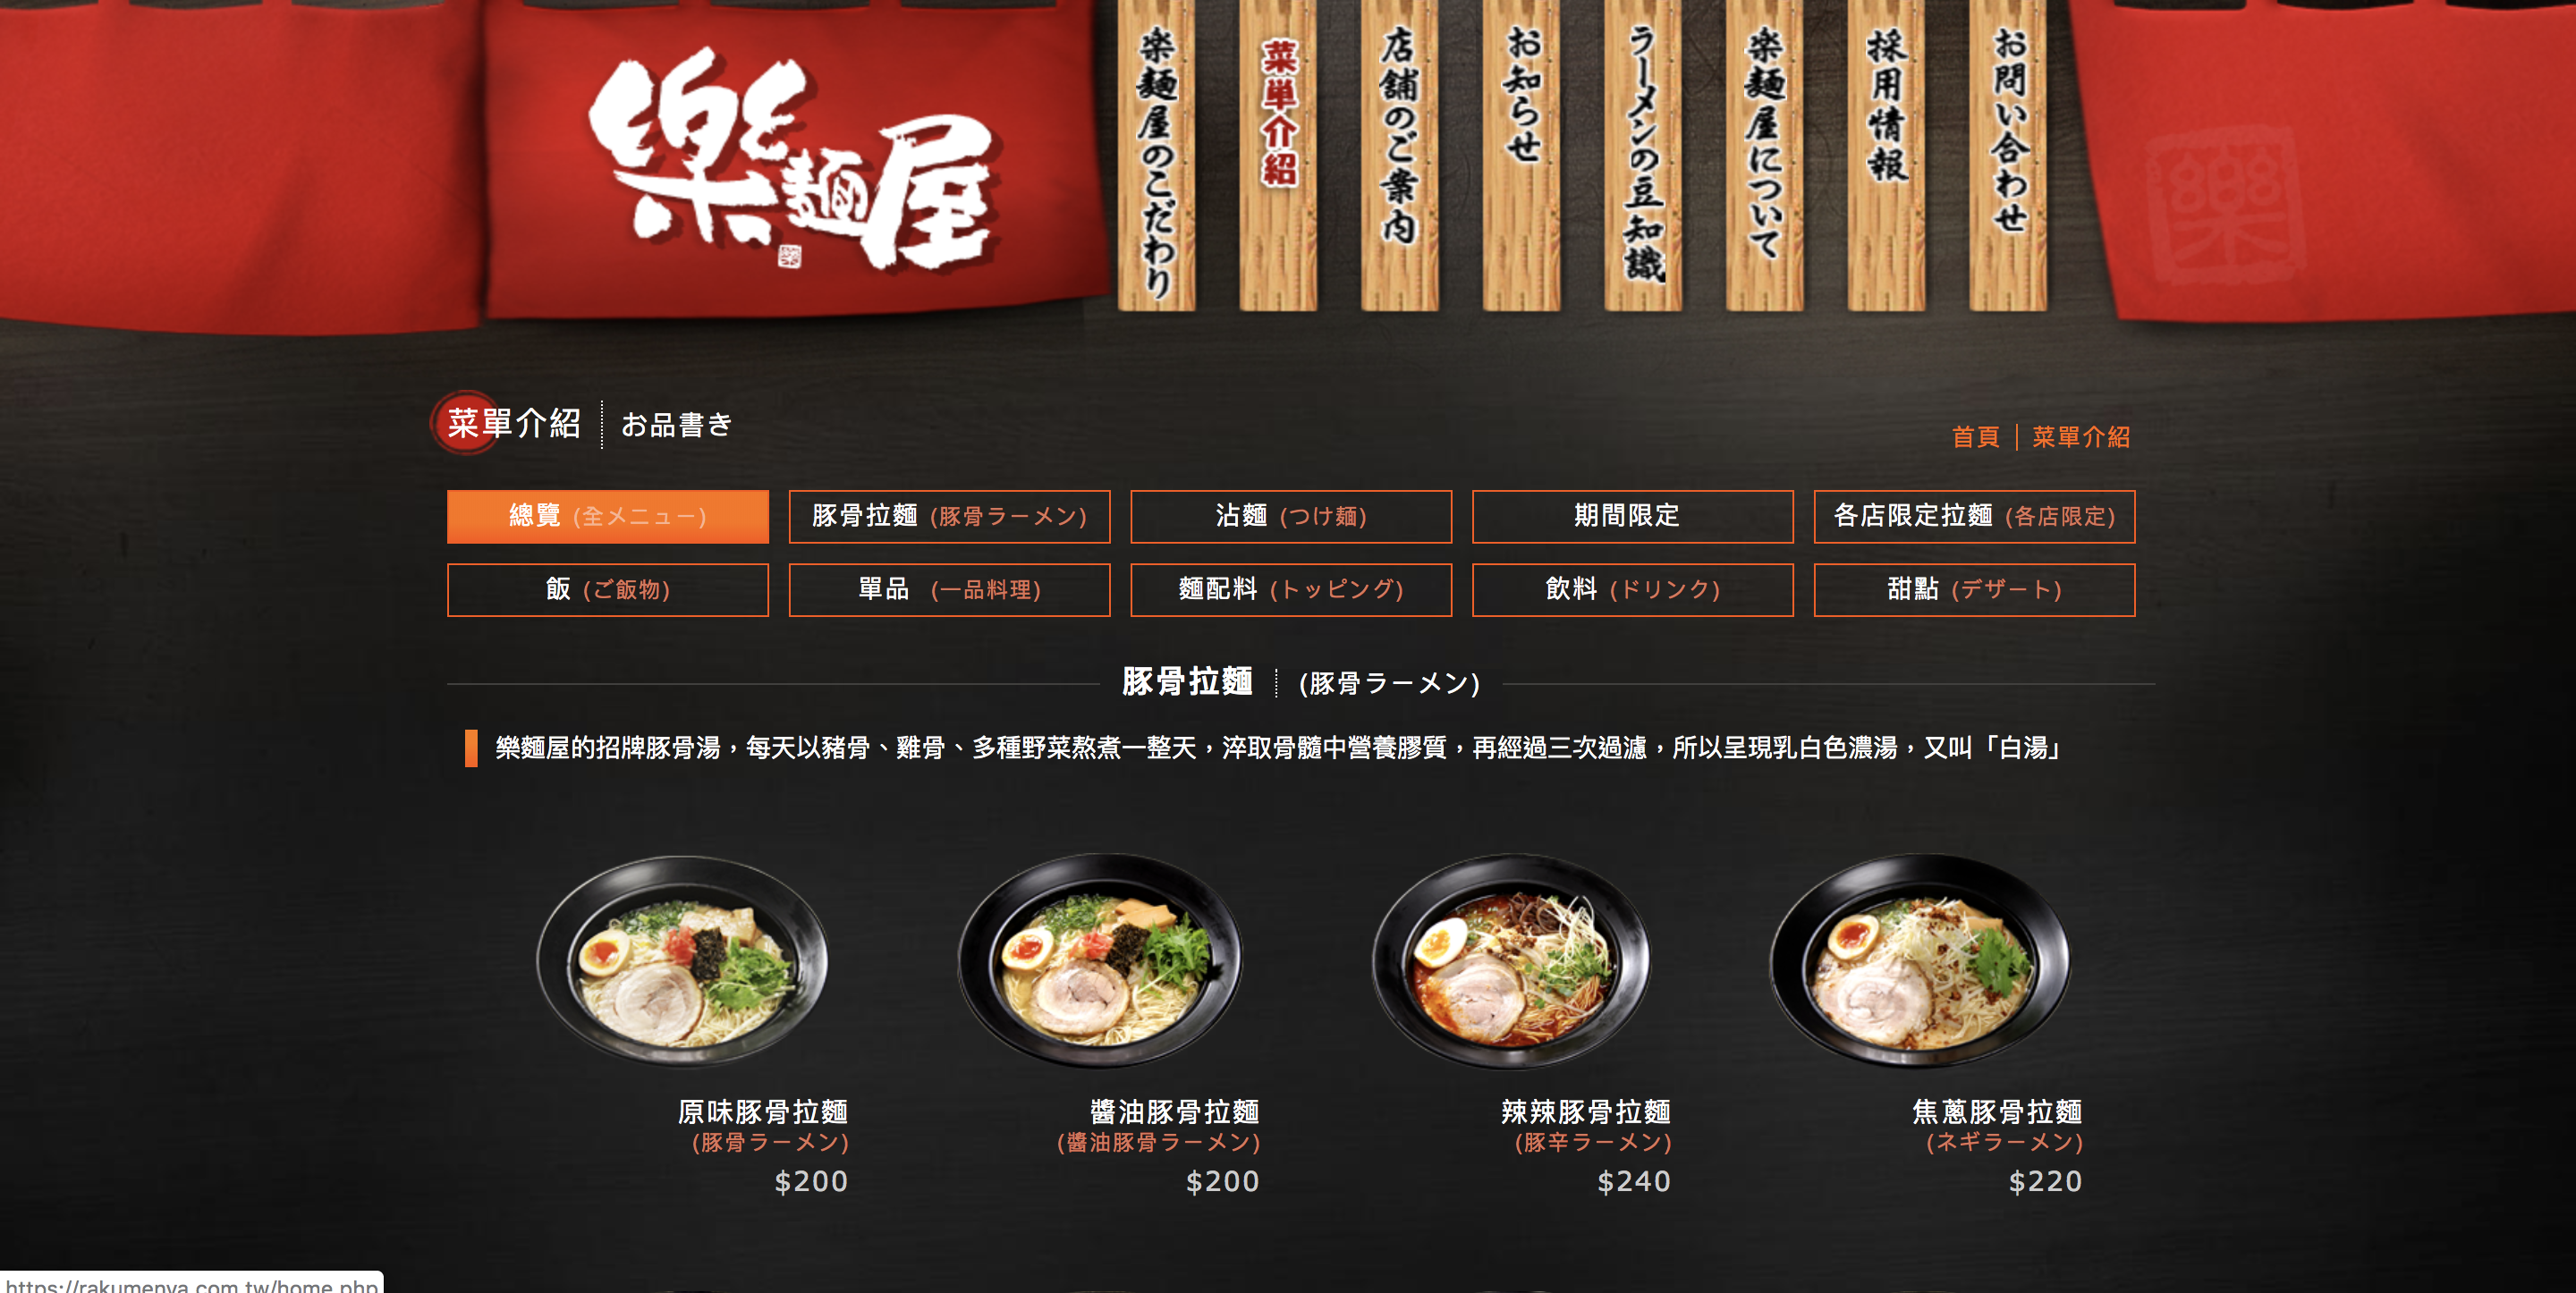 樂麵屋
楽麺屋のこだわり
菜単介紹
店舗のご案内
お知らせ
ラーメンの豆知識
楽麺屋について
採用情報
お問い合わせ
樂
菜單介紹 お品書き
首頁 | 菜單介紹
總覽 (全メニュー)
豚骨拉麵 (豚骨ラーメン)
沾麵 (つけ麺)
期間限定
各店限定拉麵 (各店限定)
飯 (ご飯物)
單品 (一品料理)
麵配料 (トッピング)
飲料 (ドリンク)
甜點 (デザート)
豚骨拉麵 (豚骨ラーメン)
樂麵屋的招牌豚骨湯，每天以豬骨、雞骨、多種野菜熬煮一整天，淬取骨髓中營養膠質，再經過三次過濾，所以呈現乳白色濃湯，又叫「白湯」
原味豚骨拉麵
(豚骨ラーメン)
$200
醬油豚骨拉麵
(醬油豚骨ラーメン)
$200
辣辣豚骨拉麵
(豚辛ラーメン)
$240
焦蔥豚骨拉麵
(ネギラーメン)
$220
https://rakumenya.com.tw/home.php